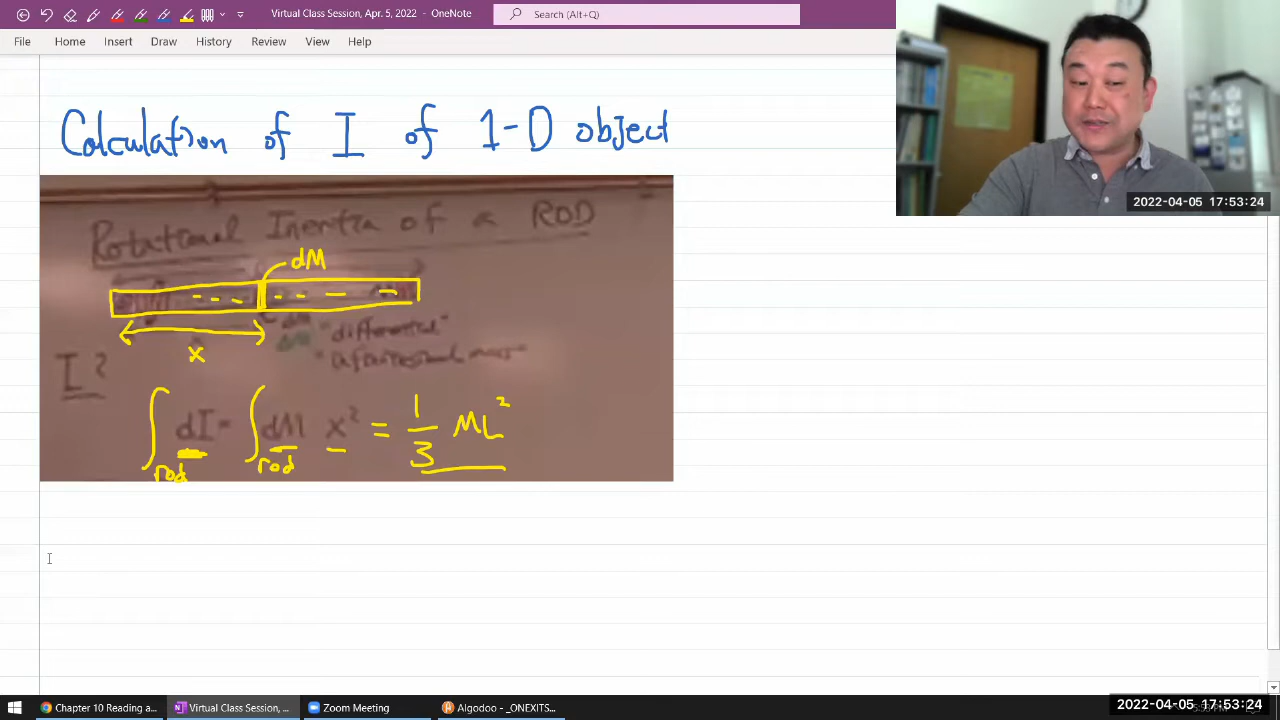 Virtual Class Session, Apr. 5, 2022 - OneNote
Search (Alt+Q)
File Home Insert Draw History Review View Help
2022-04-05 17:53:24
Calculation of I of 1-D object
Rotational Inertia of a ROD
dM
dM
"differential"
x
I?
∫rod dI = ∫rod dM x² = 1/3 ML²
Chapter 10 Reading a...
Virtual Class Session,...
Zoom Meeting
Algodoo - _ONEXITS...
2022-04-05 17:53:24